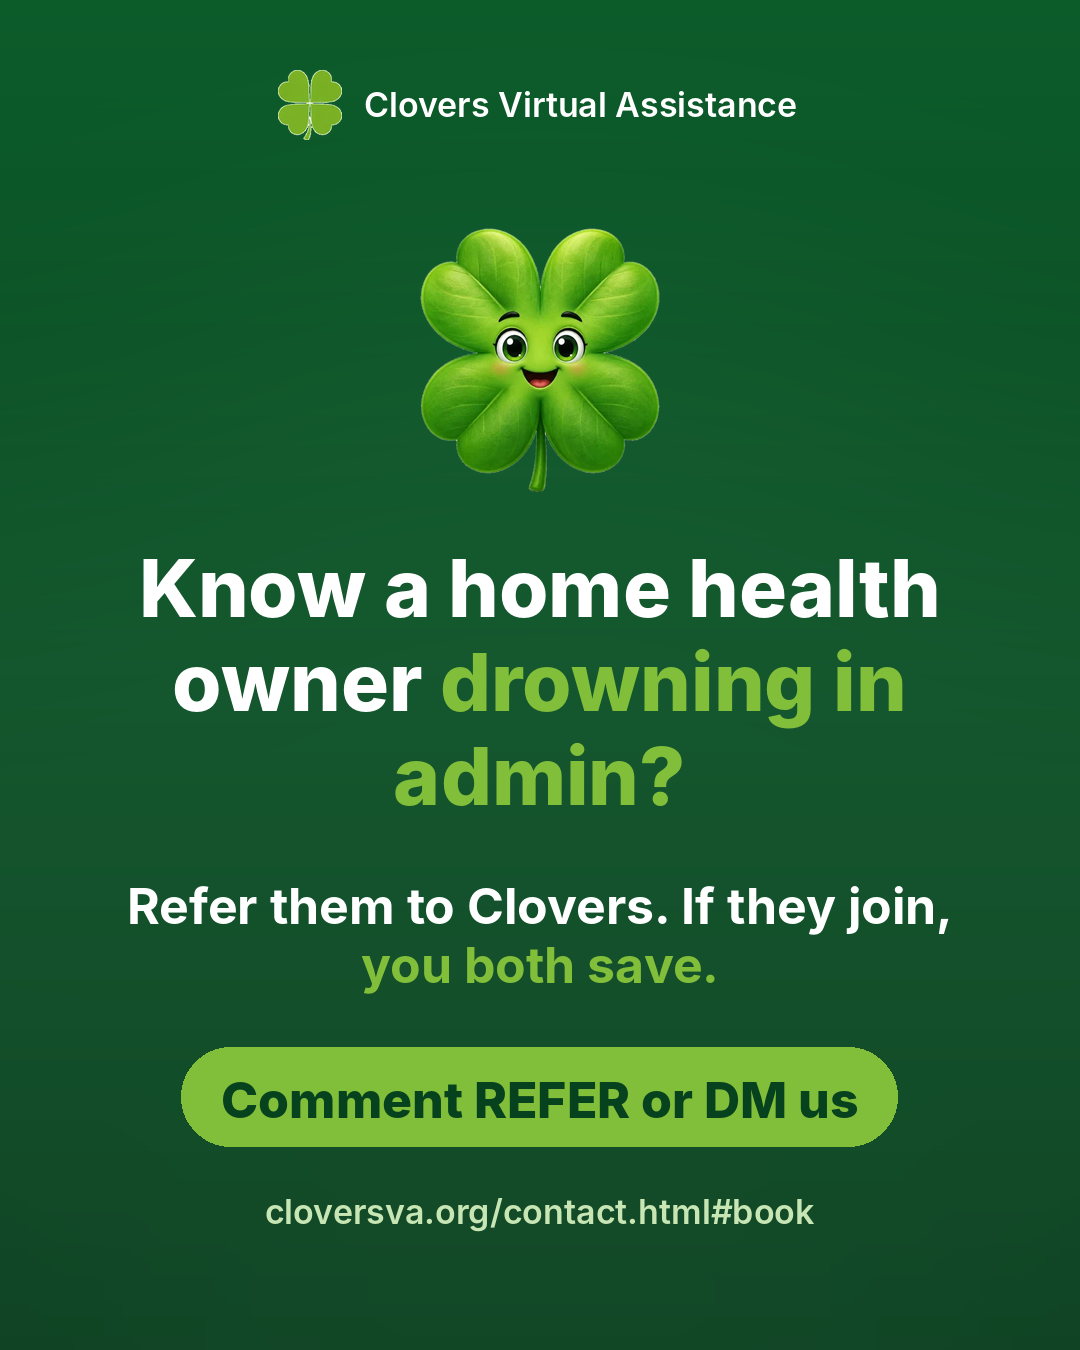 Clovers Virtual Assistance
Know a home health
owner drowning in
admin?
Refer them to Clovers. If they join,
you both save.
Comment REFER or DM us
cloversva.org/contact.html#book